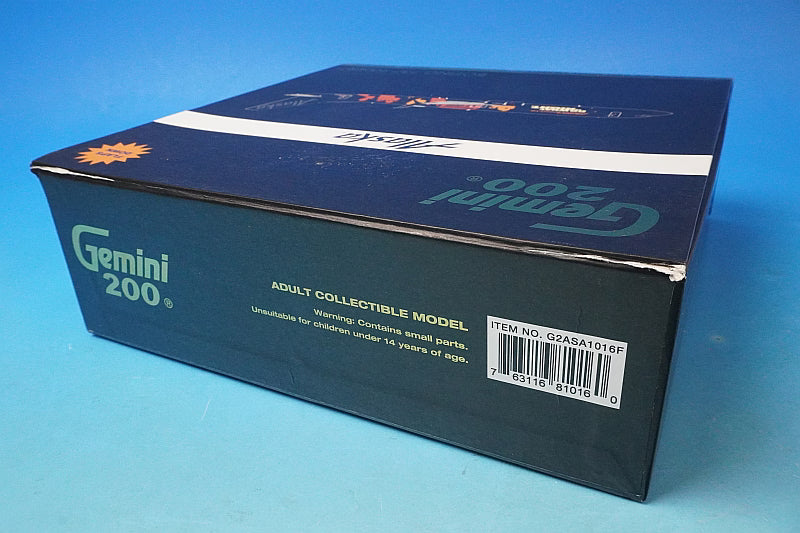 Alaska
Gemini
200®
Gemini
200®
ADULT COLLECTIBLE MODEL
Warning: Contains small parts.
Unsuitable for children under 14 years of age.
ITEM NO. G2ASA1016F
7 63116 81016 0